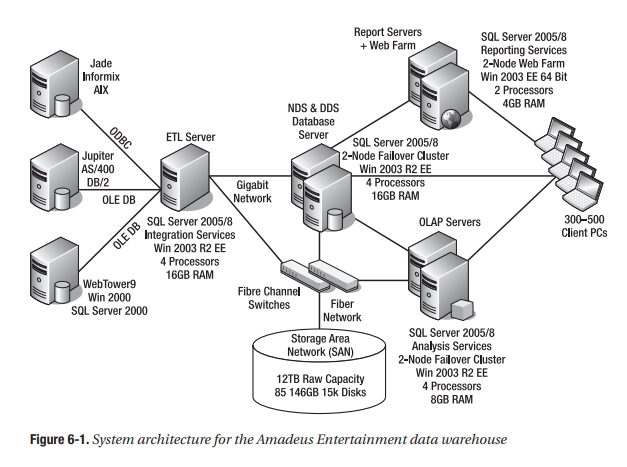 Jade
Informix
AIX
ODBC
Jupiter
AS/400
DB/2
OLE DB
OLE DB
WebTower9
Win 2000
SQL Server 2000
ETL Server
SQL Server 2005/8
Integration Services
Win 2003 R2 EE
4 Processors
16GB RAM
Gigabit
Network
NDS & DDS
Database
Server
SQL Server 2005/8
2-Node Failover Cluster
Win 2003 R2 EE
4 Processors
16GB RAM
Report Servers
+ Web Farm
SQL Server 2005/8
Reporting Services
2-Node Web Farm
Win 2003 EE 64 Bit
2 Processors
4GB RAM
300–500
Client PCs
OLAP Servers
SQL Server 2005/8
Analysis Services
2-Node Failover Cluster
Win 2003 R2 EE
4 Processors
8GB RAM
Fibre Channel
Switches
Fiber
Network
Storage Area
Network (SAN)
12TB Raw Capacity
85 146GB 15k Disks
Figure 6-1. System architecture for the Amadeus Entertainment data warehouse